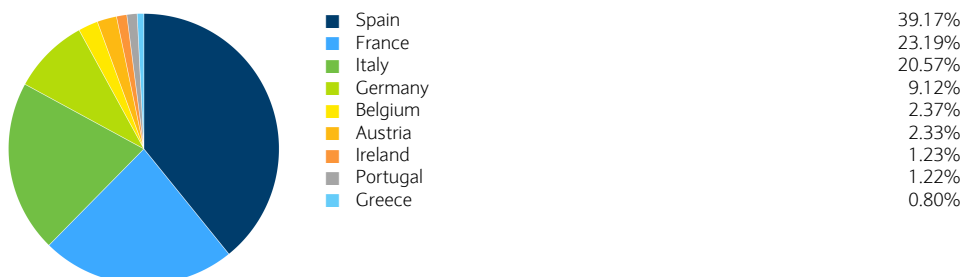 Spain 39.17%
France 23.19%
Italy 20.57%
Germany 9.12%
Belgium 2.37%
Austria 2.33%
Ireland 1.23%
Portugal 1.22%
Greece 0.80%